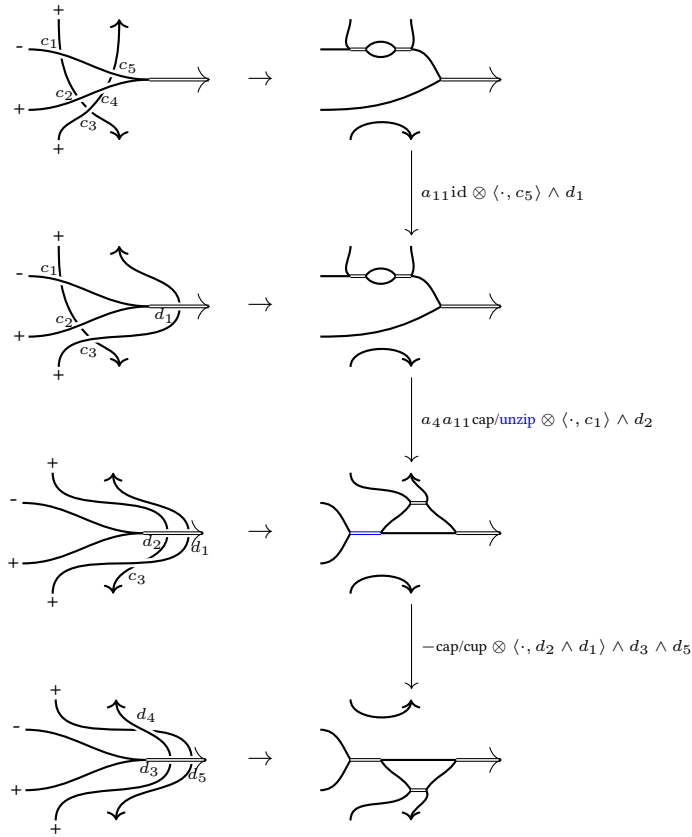 +
- c₁
c₅
c₂ c₄
+ c₃
+
→
a₁₁id ⊗ ⟨·, c₅⟩ ∧ d₁
+
- c₁
c₂ d₁
+ c₃
+
→
a₄a₁₁cap/unzip ⊗ ⟨·, c₁⟩ ∧ d₂
+
-
d₂ d₁
+ c₃
+
→
−cap/cup ⊗ ⟨·, d₂ ∧ d₁⟩ ∧ d₃ ∧ d₅
+
- d₄
d₃ d₅
+
+
→